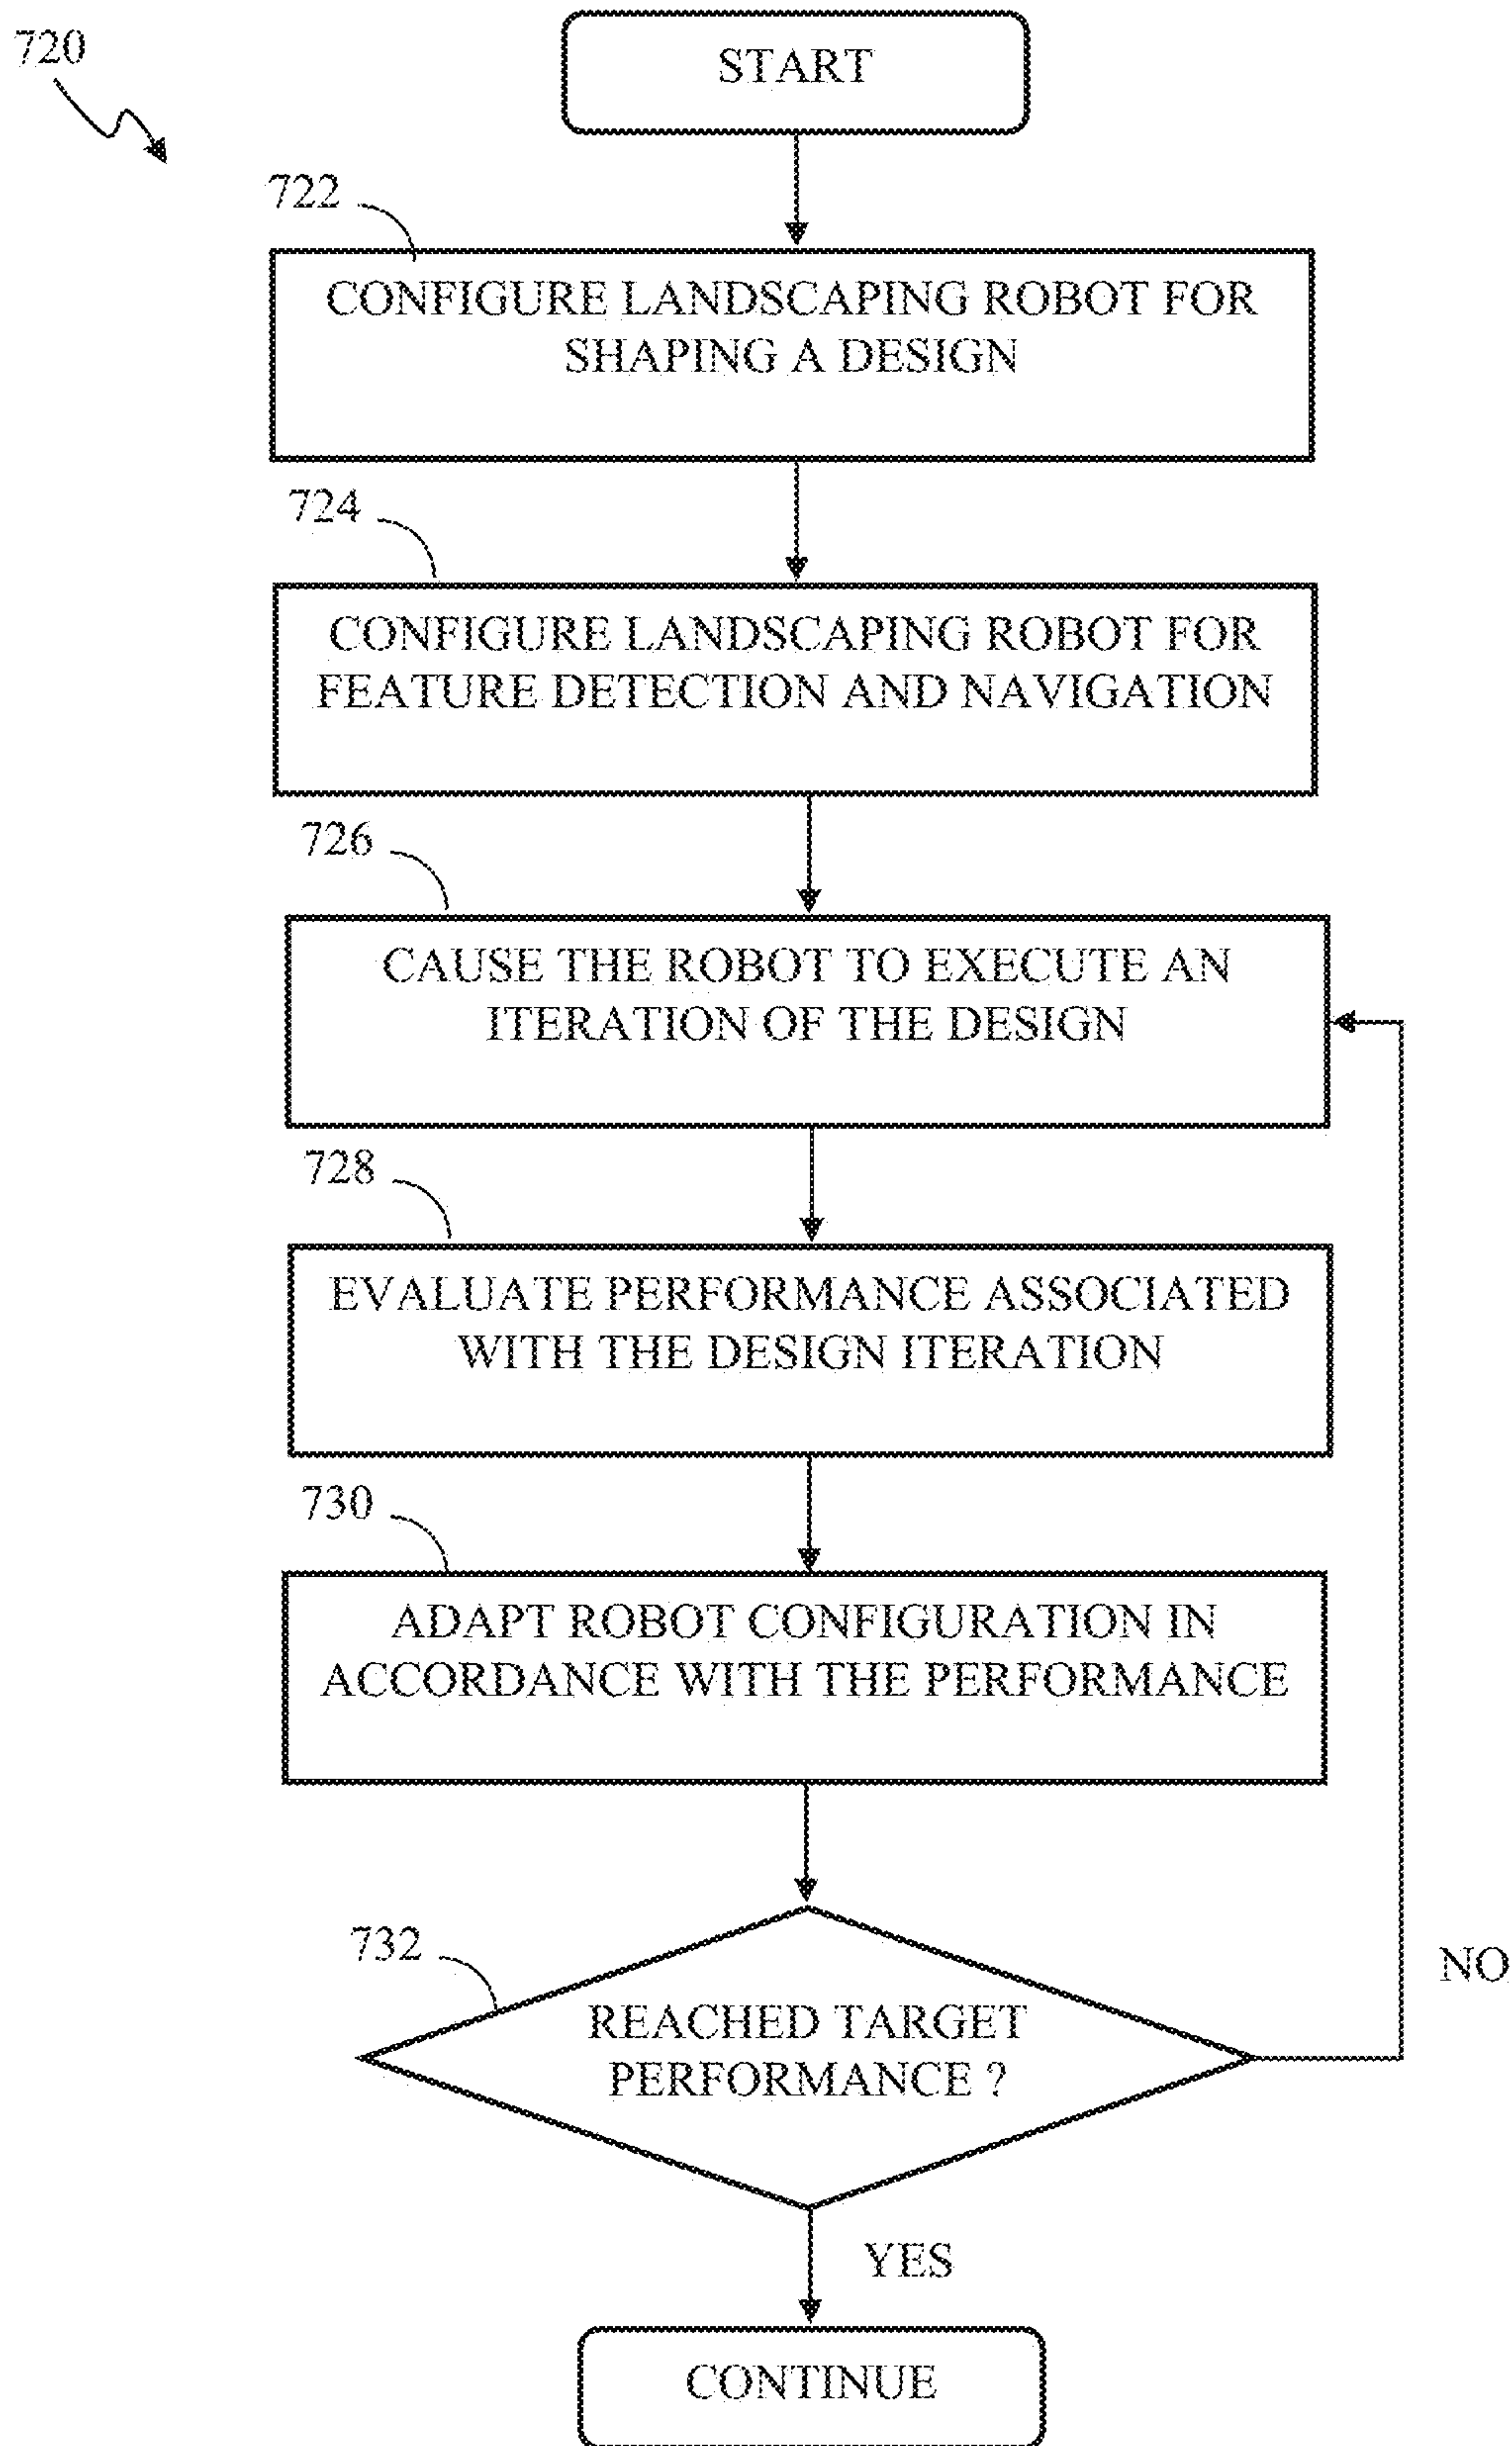 720
START
722
CONFIGURE LANDSCAPING ROBOT FOR
SHAPING A DESIGN
724
CONFIGURE LANDSCAPING ROBOT FOR
FEATURE DETECTION AND NAVIGATION
726
CAUSE THE ROBOT TO EXECUTE AN
ITERATION OF THE DESIGN
728
EVALUATE PERFORMANCE ASSOCIATED
WITH THE DESIGN ITERATION
730
ADAPT ROBOT CONFIGURATION IN
ACCORDANCE WITH THE PERFORMANCE
732
NO
REACHED TARGET
PERFORMANCE ?
YES
CONTINUE